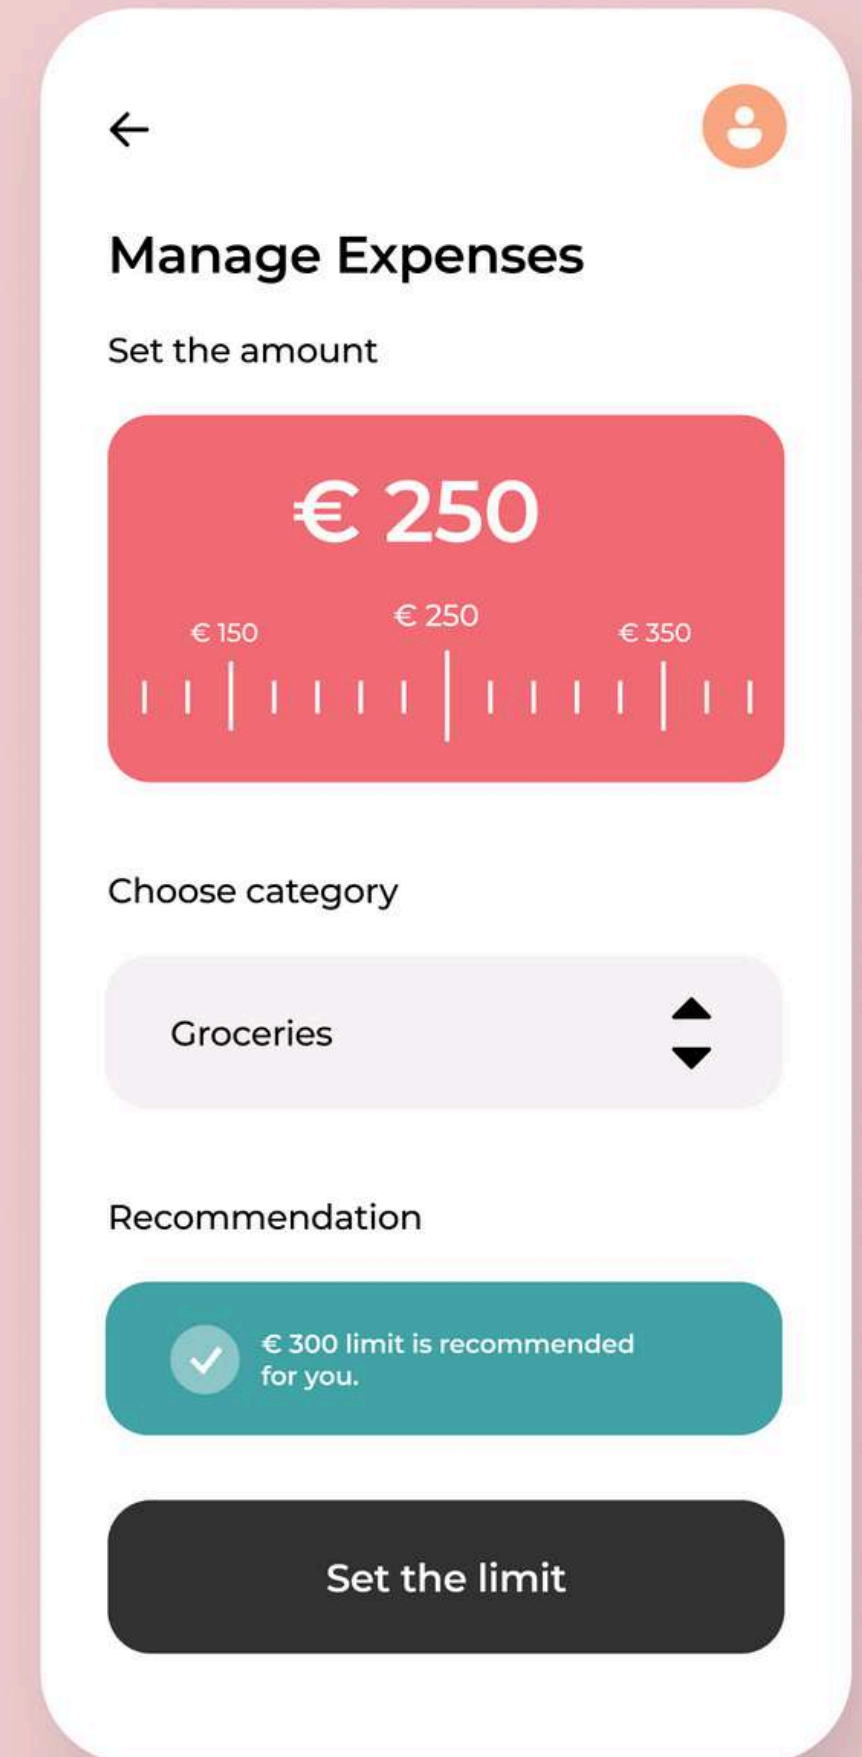 Manage Expenses
Set the amount
€ 250
€ 150
€ 250
€ 350
Choose category
Groceries
Recommendation
€ 300 limit is recommended
for you.
Set the limit